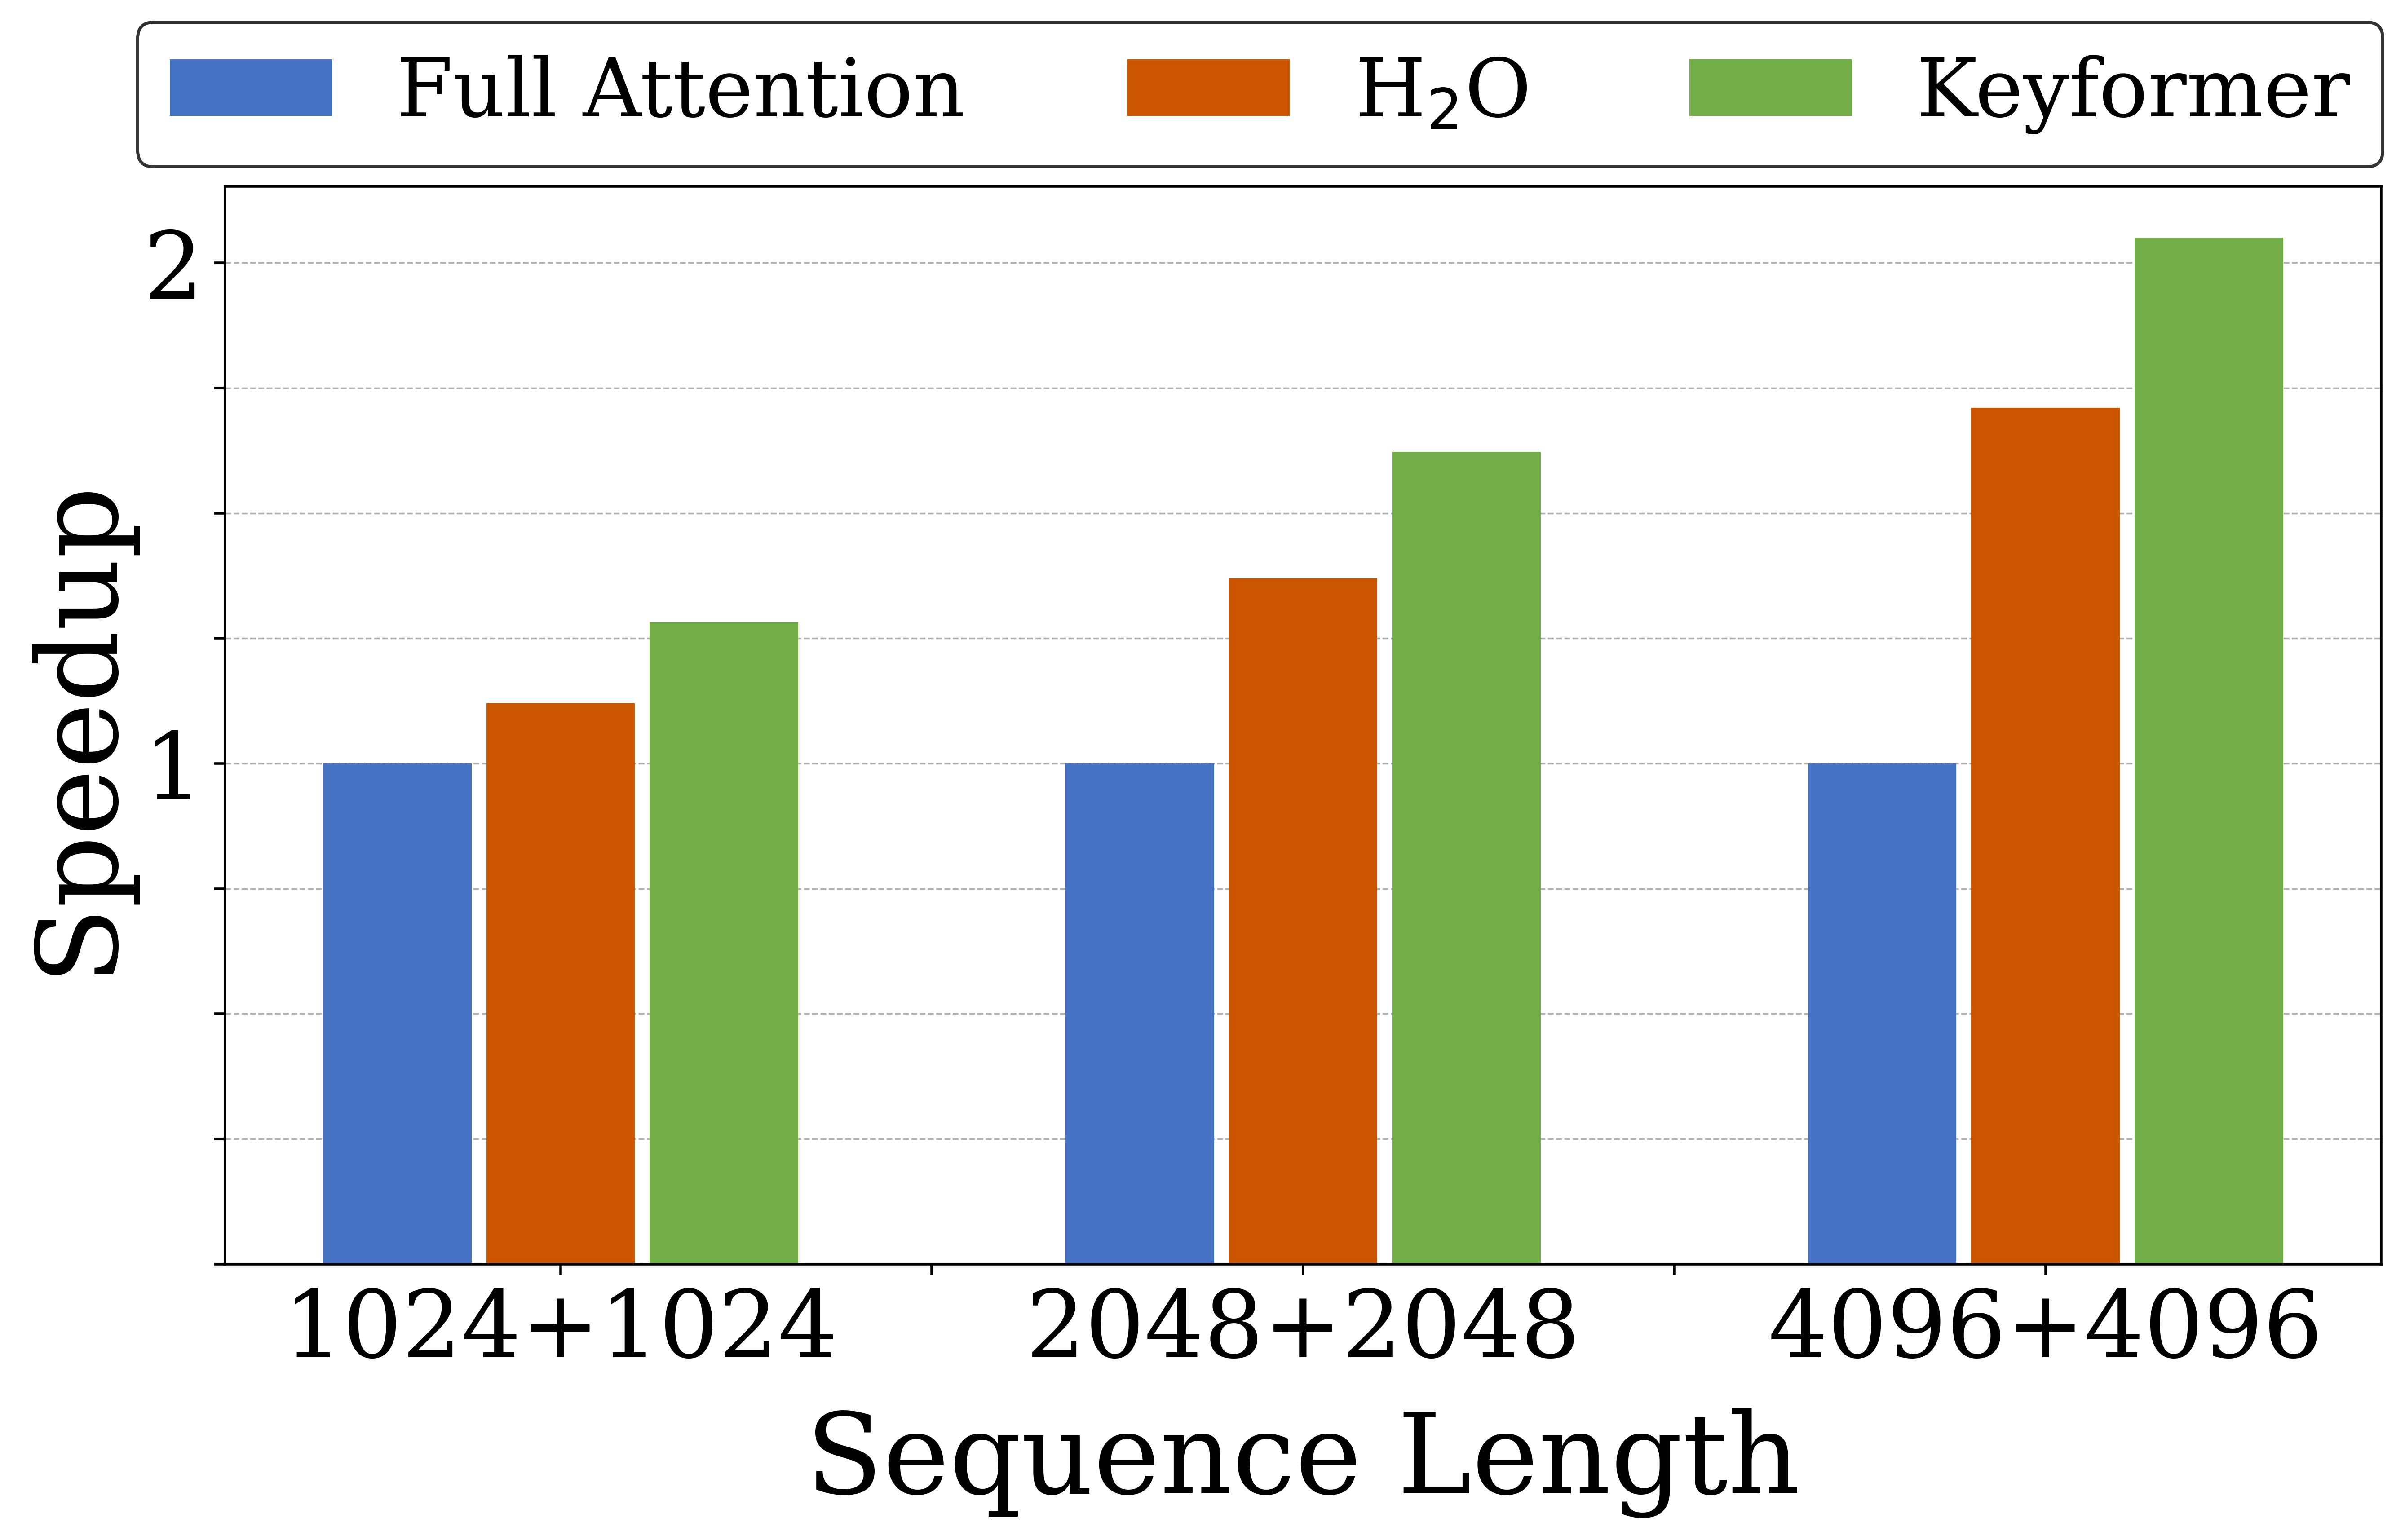 Full Attention H₂O Keyformer
2
1
Speedup
1024+1024 2048+2048 4096+4096
Sequence Length